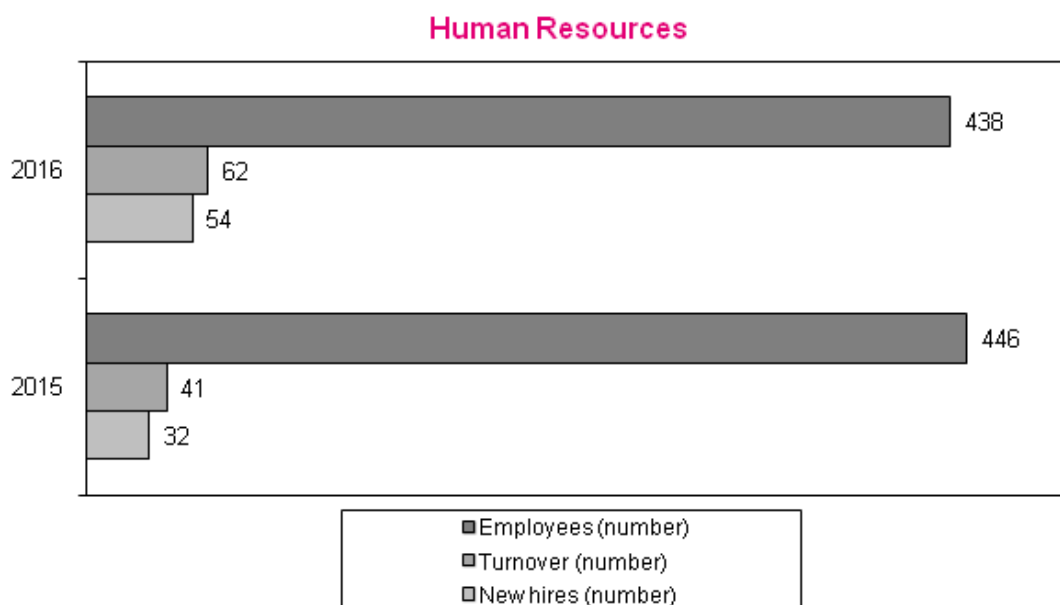 Human Resources
438
2016
62
54
446
2015
41
32
Employees (number)
Turnover (number)
New hires (number)